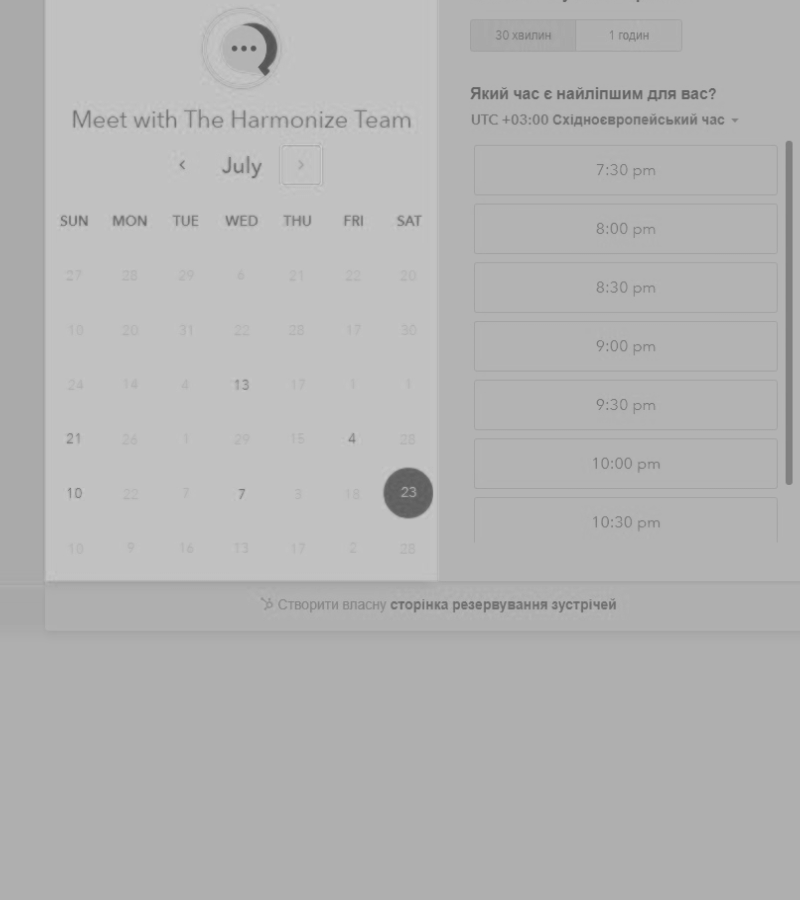 30 хвилин
1 годин
Meet with The Harmonize Team
July
SUN MON TUE WED THU FRI SAT
27 28 29 6 21 22 20
10 20 31 22 28 17 30
24 14 4 13 17 1 1
21 26 1 29 15 4 28
10 22 7 7 3 18 23
10 9 16 13 17 2 28
Який час є найліпшим для вас?
UTC +03:00 Східноєвропейський час
7:30 pm
8:00 pm
8:30 pm
9:00 pm
9:30 pm
10:00 pm
10:30 pm
Створити власну сторінка резервування зустрічей